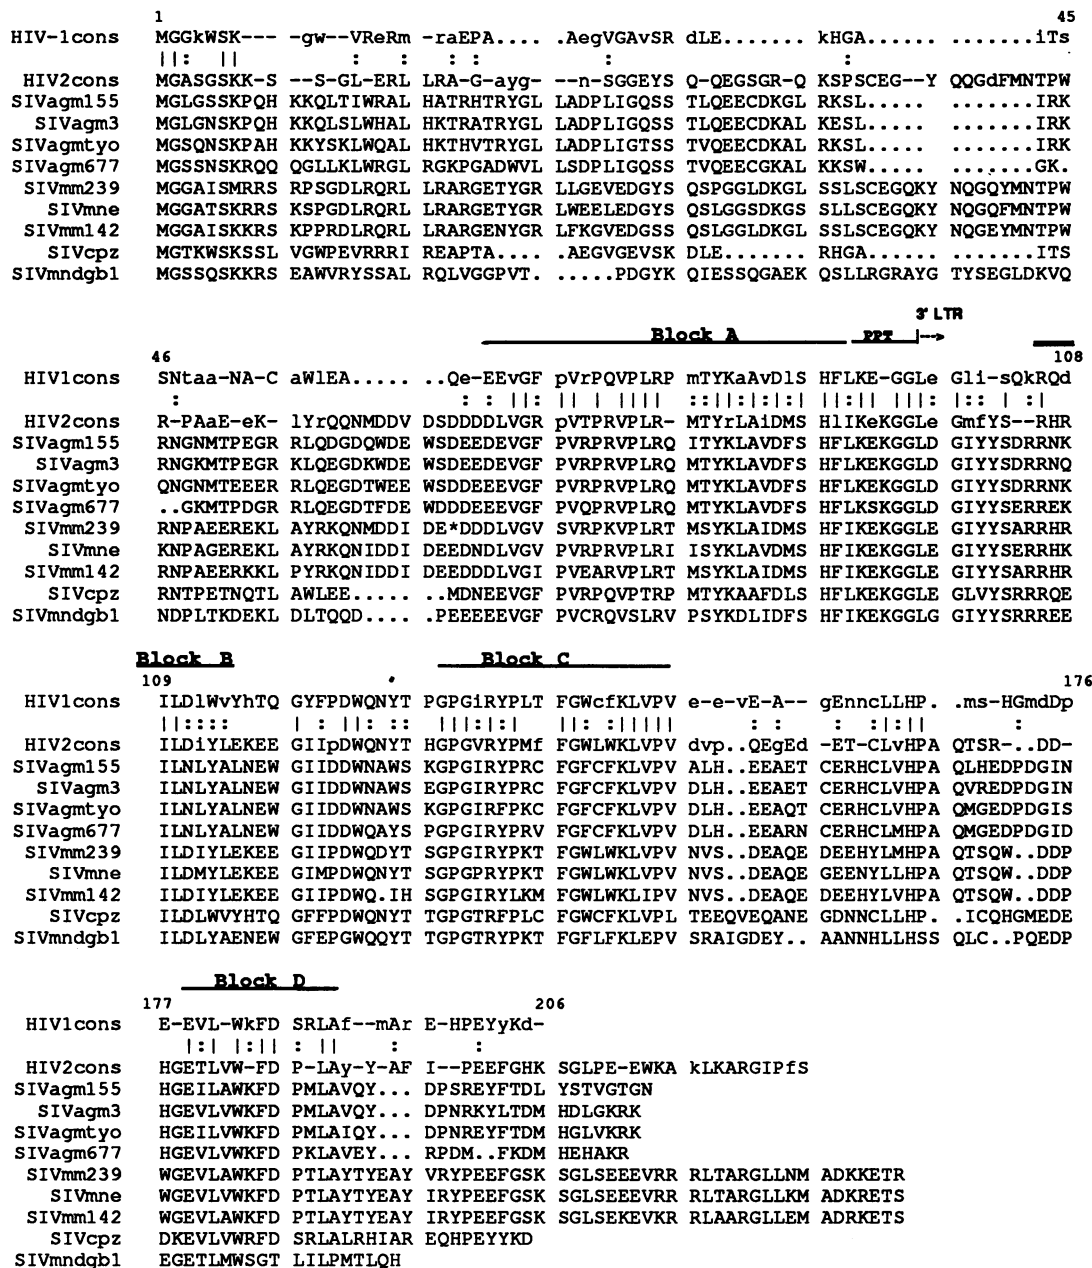 1 45
HIV-1cons MGGkWSK--- -gw--VReRm -raEPA.... .AegVGAvSR dLE....... kHGA...... .......iTs
||: || : : : : :
HIV2cons MGASGSKK-S --S-GL-ERL LRA-G-ayg- --n-SGGEYS Q-QEGSGR-Q KSPSCEG--Y QQGdFMNTPW
SIVagm155 MGLGSSKPQH KKQLTIWRAL HATRHTRYGL LADPLIGQSS TLQEECDKGL RKSL...... .......IRK
SIVagm3 MGLGNSKPQH KKQLSLWHAL HKTRATRYGL LADPLIGQSS TLQEECDKAL KESL...... .......IRK
SIVagmtyo MGSQNSKPAH KKYSKLWQAL HKTHVTRYGL LADPLIGTSS TVQEECDKAL RKSL...... .......IRK
SIVagm677 MGSSNSKRQQ QGLLKLWRGL RGKPGADWVL LSDPLIGQSS TVQEECGKAL KKSW...... .......GK.
SIVmm239 MGGAISMRRS RPSGDLRQRL LRARGETYGR LLGEVEDGYS QSPGGLDKGL SSLSCEGQKY NQGQYMNTPW
SIVmne MGGATSKRRS KSPGDLRQRL LRARGETYGR LWEELEDGYS QSLGGSDKGS SLLSCEGQKY NQGQFMNTPW
SIVmm142 MGGAISKKRS KPPRDLRQRL LRARGENYGR LFKGVEDGYS QSLGGLDKGL SSLSCEGQKY NQGEYMNTPW
SIVcpz MGTKWSKSSL VGWPEVRRRI REAPTA.... .AEGVGEVSK DLE....... RHGA...... .......ITS
SIVmndgb1 MGSSQSKKRS EAWVRYSSAL RQLVGGPVT. .....PDGYK QIESSQGAEK QSLLRGRAYG TYSEGLDKVQ
Block A PPT 3' LTR
46 108
HIV1cons SNtaa-NA-C aWlEA..... ..Qe-EEvGF pVrPQVPLRP mTYKaAvDlS HFLKE-GGLe Gli-sQkRQd
: : : || | || | |||| ::||:|:| || || ||| : |:: : |
HIV2cons R-PAaE-eK- lYrQQNMDDV DSDDDDLVGR pVTPRVPLR- MTYrLAiDMS HlIKeKGGLe GmfYS--RHR
SIVagm155 RNGNMTPEGR RLQDGDQWDE WSDEEDEVGF PVRPRVPLRQ ITYKLAVDFS HFLKEKGGLD GIYYSDRRNK
SIVagm3 RNGKMTPEGR KLQEGDKWDE WSDEEDEVGF PVRPRVPLRQ MTYKLAVDFS HFLKEKGGLD GIYYSDRRNQ
SIVagmtyo QNGNMTEEER RLQEGDTWEE WSDDEEEVGF PVRPRVPLRQ MTYKLAVDFS HFLKEKGGLD GIYYSDRRNK
SIVagm677 ..GKMTPDGR RLQEGDTFDE WDDDEEEVGF PVQPRVPLRQ MTYKLAVDFS HFLKSKGGLD GIYYSERREK
SIVmm239 RNPAEEREKL AYRKQNMDDI DE*DDDLVGV SVRPKVPLRT MSYKLAIDMS HFIKEKGGLE GIYYSARRHR
SIVmne KNPAGEREKL AYRKQNIDDI DEEDNDLVGV PVRPRVPLRI ISYKLAVDMS HFIKEKGGLE GIYYSERRHK
SIVmm142 RNPAEERKKL PYRKQNIDDI DEEDDDLVGI PVEARVPLRT MSYKLAIDMS HFIKEKGGLE GIYYSARRHR
SIVcpz RNTPETNQTL AWLEE..... ..MDNEEVGF PVRPQVPTRP MTYKAAFDLS HFLKEKGGLE GLVYSRRRQE
SIVmndgb1 NDPLTKDEKL DLTQQD.... .PEEEEEVGF PVCRQVSLRV PSYKDLIDFS HFLKEKGGLG GIYYSRRREE
Block B Block C
109 176
HIV1cons ILDlWvYhTQ GYFPDWQNYT PGPGiRYPLT FGWcfKLVPV e-e-vE-A-- gEnncLLHP. .ms-HGmdDp
||:::: | : || : :: |||:|:| ||: ||||| : : : :|:|| :
HIV2cons ILDiYLEKEE GIIpDWQNYT HGPGVRYPMf FGWLWKLVPV dvp..QEgEd -ET-CLvHPA QTSR-..DD-
SIVagm155 ILNLYALNEW GIIDDWNAWS KGPGIRYPRC FGFCFKLVPV ALH..EEAET CERHCLVHPA QLHEDPDGIN
SIVagm3 ILNLYALNEW GIIDDWNAWS EGPGIRYPRC FGFCFKLVPV DLH..EEAET CERHCLVHPA QVREDPDGIN
SIVagmtyo ILNLYALNEW GIIDDWNAWS KGPGIRFPKC FGFCFKLVPV DLH..EEAQT CERHCLVHPA QMGEDPDGIS
SIVagm677 ILNLYALNEW GIIDDWQAYS PGPGIRYPRV FGFCFKLVPV DLH..EEARN CERHCLMHPA QMGEDPDGID
SIVmm239 ILDIYLEKEE GIIPDWQDYT SGPGIRYPKT FGWLWKLVPV NVS..DEAQE DEEHYLMHPA QTSQW..DDP
SIVmne ILDMYLEKEE GIMPDWQNYT SGPGPRYPKT FGWLWKLVPV NVS..DEAQE GEENYLLHPA QTSQW..DDP
SIVmm142 ILDIYLEKEE GIIPDWQ.IH SGPGIRYLKM FGWLWKLIPV NVS..DEAQE DEEHYLVHPA QTSQW..DDP
SIVcpz ILDLWVYHTQ GFFPDWQNYT TGPGTRFPLC FGWCFKLVPL TEEQVEQANE GDNNCLLHP. .ICQHGMEDE
SIVmndgb1 ILDLYAENEW GFEPGWQQYT TGPGTRYPKT FGFLFKLEPV SRAIGDEY.. AANNHLLHSS QLC..PQEDP
Block D
177 206
HIV1cons E-EVL-WkFD SRLAf--mAr E-HPEYyKd-
|:| |:|| : || : :
HIV2cons HGETLVW-FD P-LAy-Y-AF I--PEEFGHK SGLPE-EWKA kLKARGIPfS
SIVagm155 HGEILAWKFD PMLAVQY... DPSREYFTDL YSTVGTGN
SIVagm3 HGEVLVWKFD PMLAVQY... DPNRKYLTDM HDLGKRK
SIVagmtyo HGEILVWKFD PMLAIQY... DPNREYFTDM HGLVKRK
SIVagm677 HGEVLVWKFD PKLAVEY... RPDM..FKDM HEHAKR
SIVmm239 WGEVLAWKFD PTLAYTYEAY VRYPEEFGSK SGLSEEEVRR RLTARGLLNM ADKKETR
SIVmne WGEVLVWKFD PTLAYTYEAY IRYPEEFGSK SGLSEEEVRR RLTARGLLKM ADKRETS
SIVmm142 WGEVLAWKFD PTLAYTYEAY IRYPEEFGSK SGLSEKEVKR RLAARGLLEM ADRKETS
SIVcpz DKEVLVWRFD SRLALRHIAR EQHPEYYKD
SIVmndgb1 EGETLMWSGT LILPMTLQH